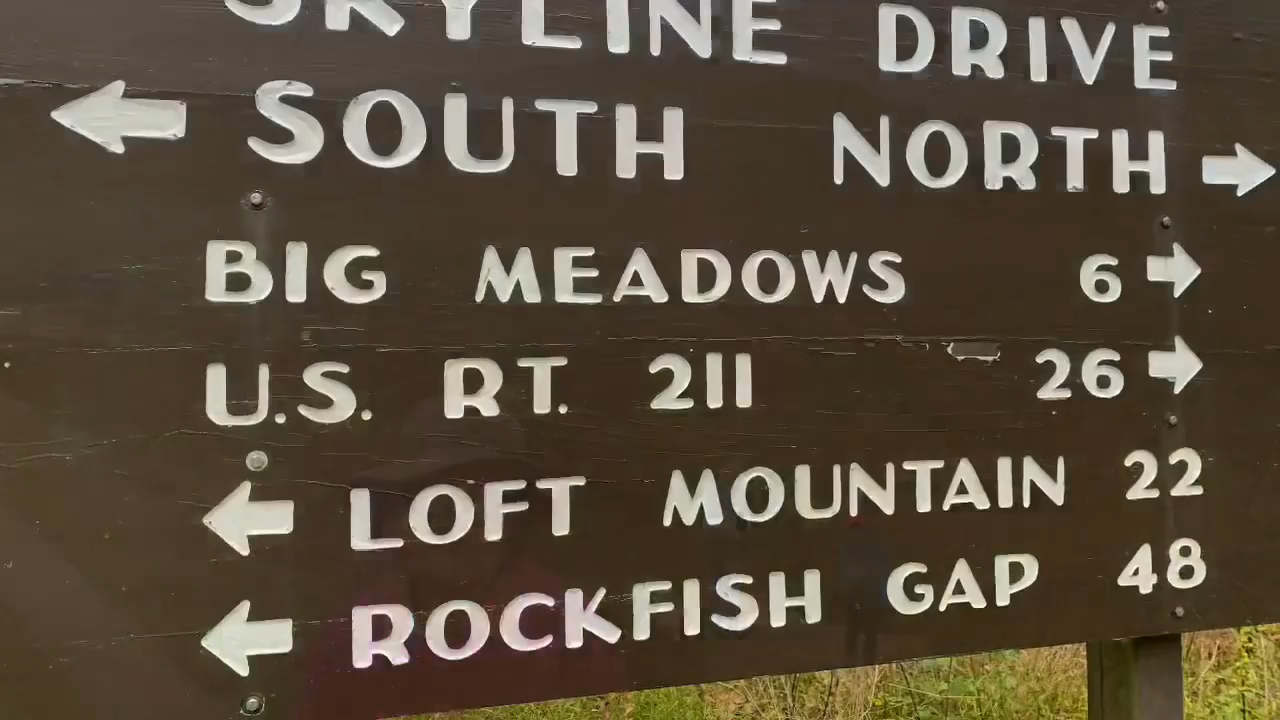 SKYLINE DRIVE
← SOUTH NORTH →
BIG MEADOWS 6 →
U.S. RT. 211 26 →
← LOFT MOUNTAIN 22
← ROCKFISH GAP 48